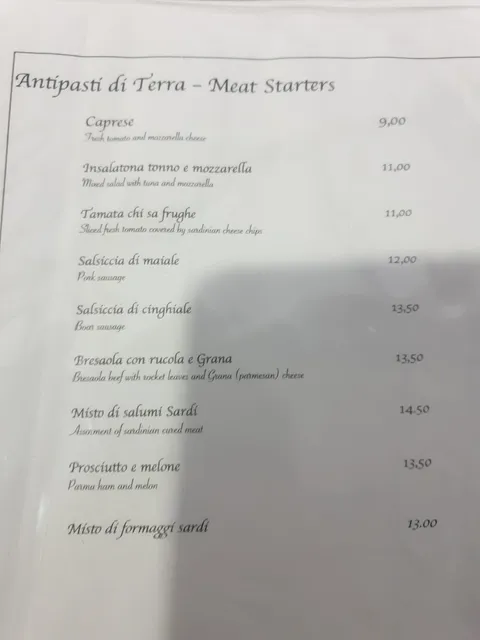 Antipasti di Terra – Meat Starters
Caprese 9,00
Fresh tomato and mozzarella cheese
Insalatona tonno e mozzarella 11,00
Mixed salad with tuna and mozzarella
Tamata chi sa frughe 11,00
Sliced fresh tomato covered by sardinian cheese chips
Salsiccia di maiale 12,00
Pork sausage
Salsiccia di cinghiale 13,50
Boar sausage
Bresaola con rucola e Grana 13,50
Bresaola beef with rocket leaves and Grana (parmesan) cheese
Misto di salumi Sardi 14.50
Assorment of sardinian cured meat
Prosciutto e melone 13,50
Parma ham and melon
Misto di formaggi sardi 13.00